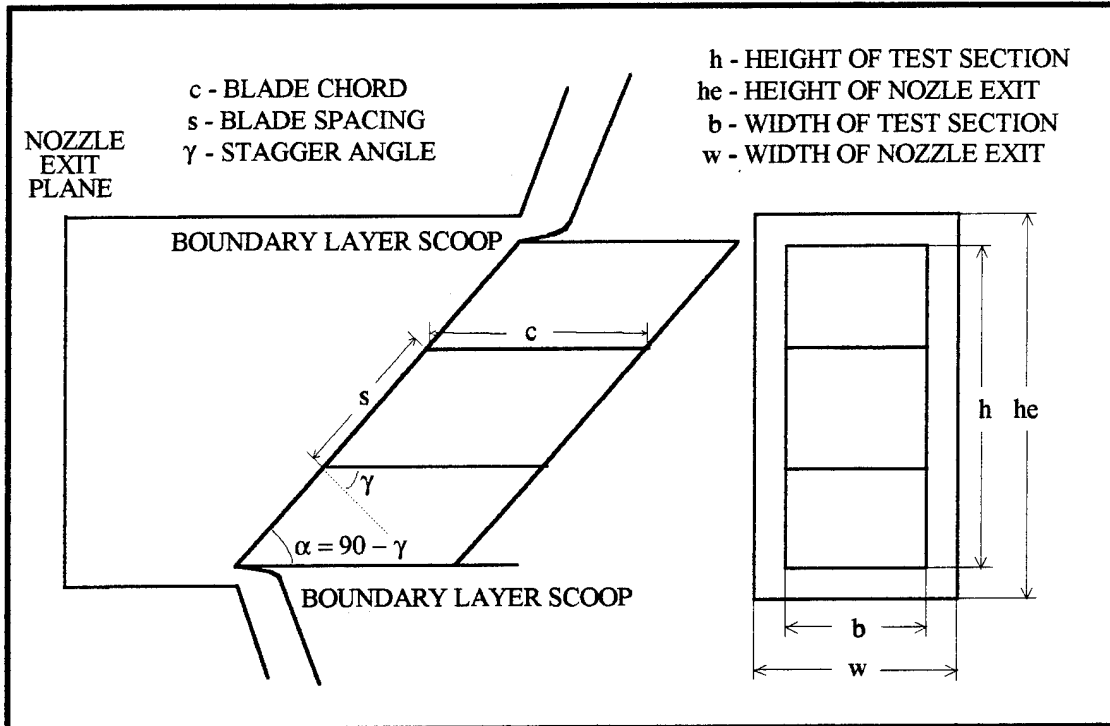 h - HEIGHT OF TEST SECTION
he - HEIGHT OF NOZLE EXIT
b - WIDTH OF TEST SECTION
w - WIDTH OF NOZZLE EXIT
c - BLADE CHORD
s - BLADE SPACING
γ - STAGGER ANGLE
NOZZLE
EXIT
PLANE
BOUNDARY LAYER SCOOP
c
s
γ
α = 90 − γ
BOUNDARY LAYER SCOOP
h
he
b
w